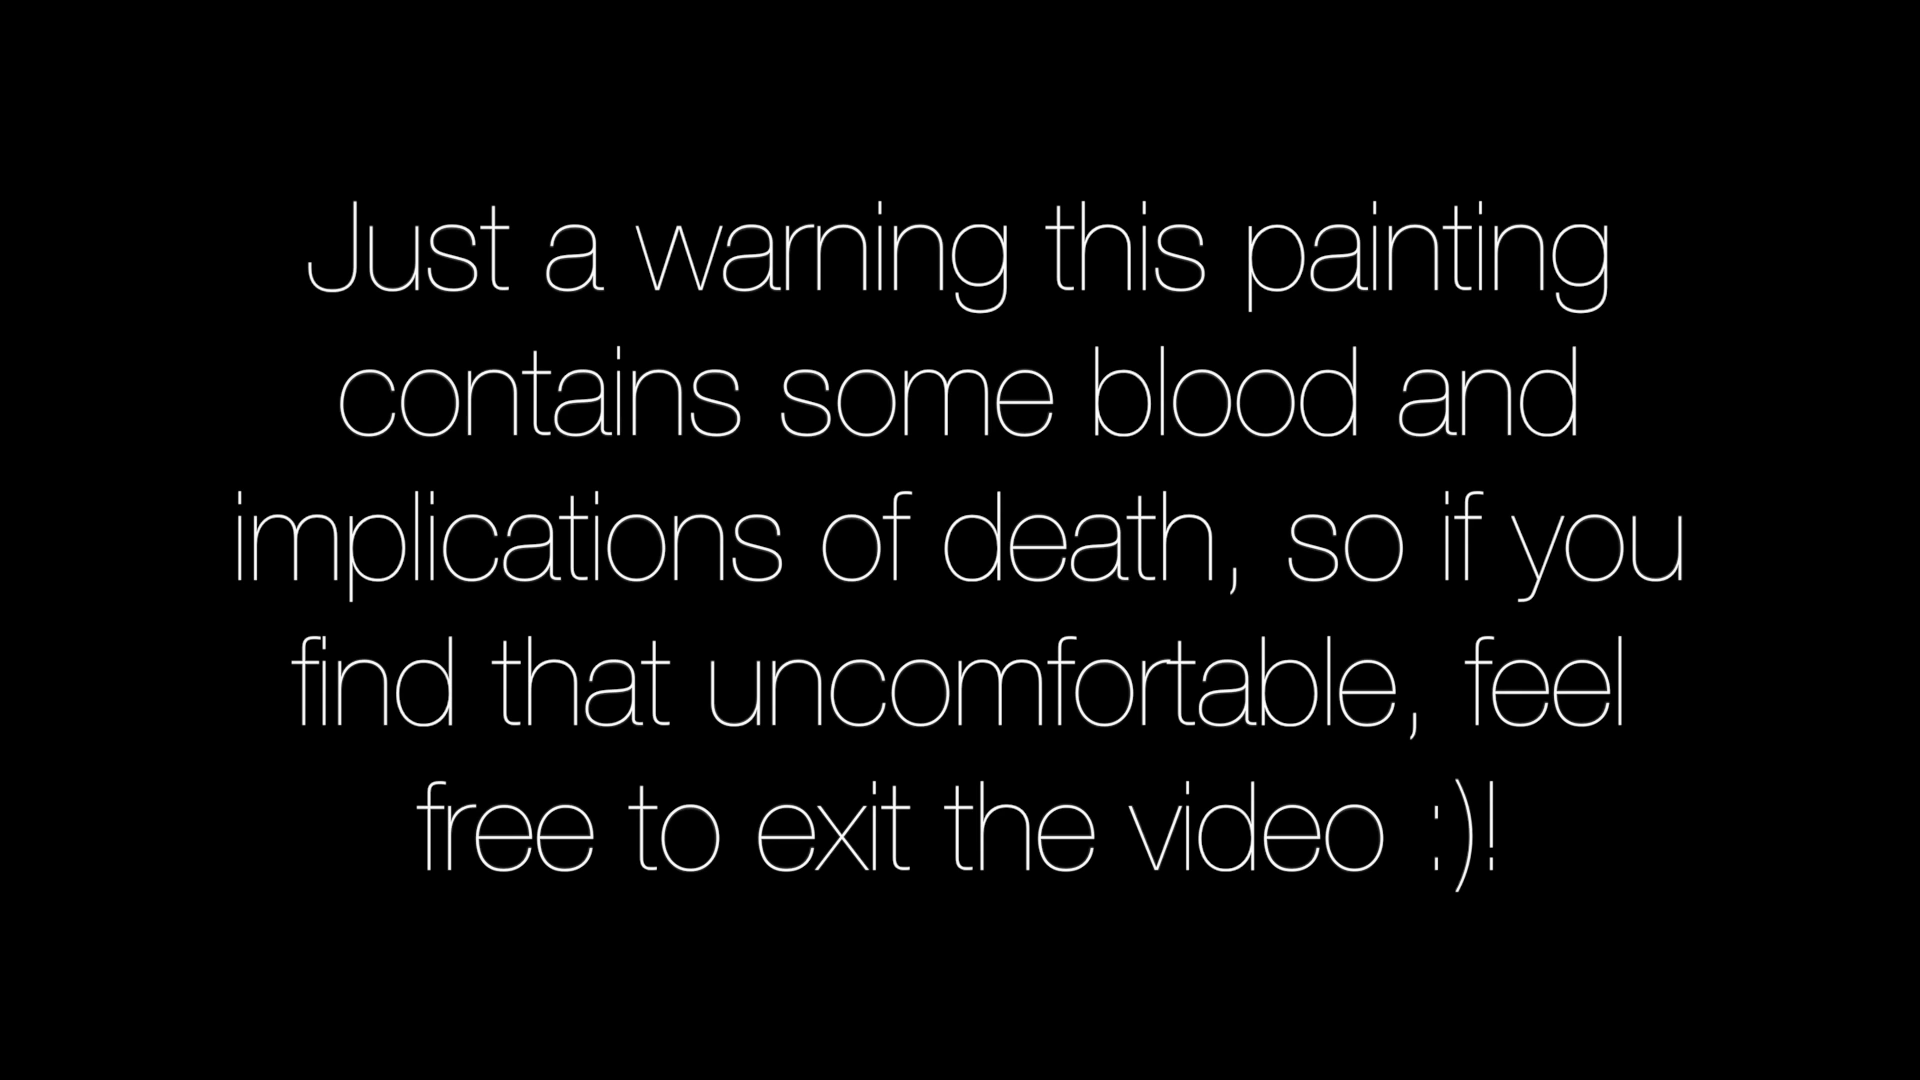 Just a warning this painting
contains some blood and
implications of death, so if you
find that uncomfortable, feel
free to exit the video :)!